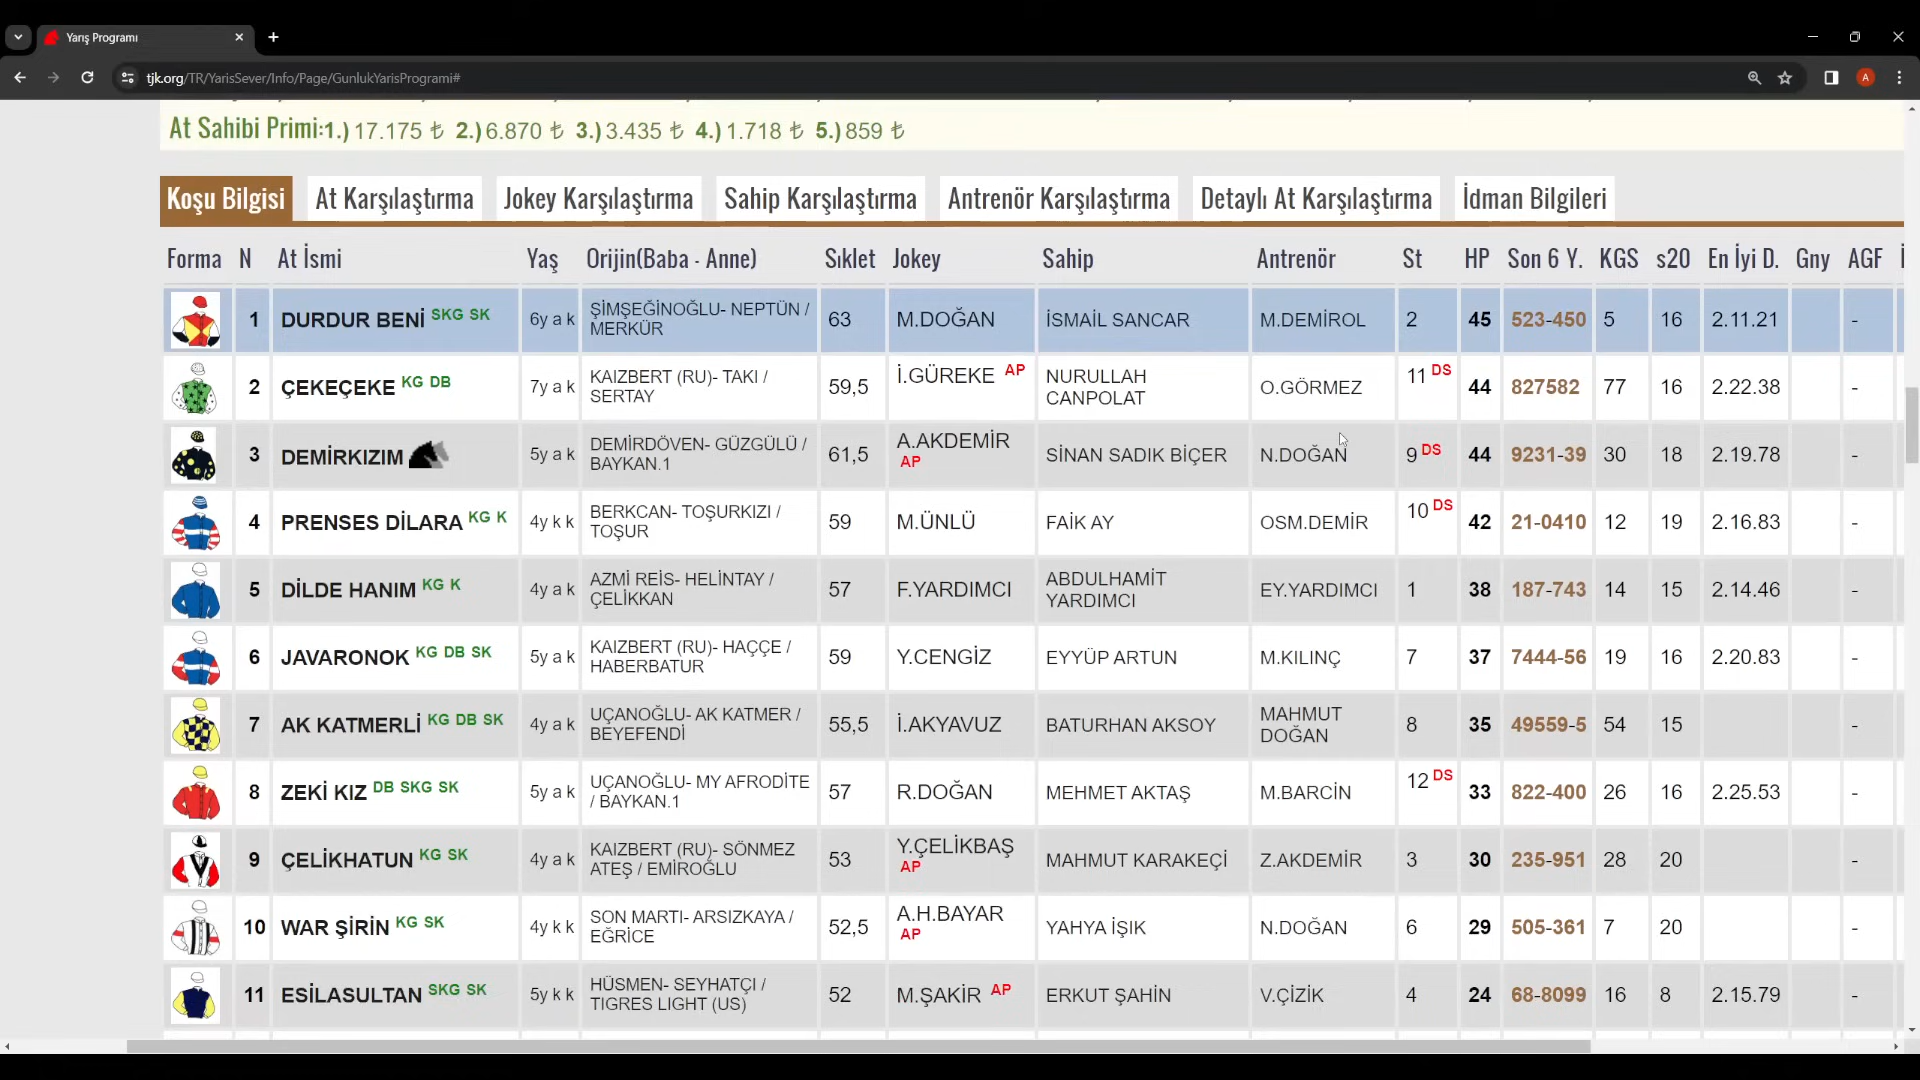 Yarış Programı
tjk.org/TR/YarisSever/Info/Page/GunlukYarisProgrami#
A
At Sahibi Primi:1.) 17.175 ₺ 2.) 6.870 ₺ 3.) 3.435 ₺ 4.) 1.718 ₺ 5.) 859 ₺
Koşu Bilgisi At Karşılaştırma Jokey Karşılaştırma Sahip Karşılaştırma Antrenör Karşılaştırma Detaylı At Karşılaştırma İdman Bilgileri
Forma N At İsmi Yaş Orijin(Baba - Anne) Sıklet Jokey Sahip Antrenör St HP Son 6 Y. KGS s20 En İyi D. Gny AGF
1 DURDUR BENİ SKG SK 6y a k ŞİMŞEĞİNOĞLU- NEPTÜN / MERKÜR 63 M.DOĞAN İSMAİL SANCAR M.DEMİROL 2 45 523-450 5 16 2.11.21 -
2 ÇEKEÇEKE KG DB 7y a k KAIZBERT (RU)- TAKI / SERTAY 59,5 İ.GÜREKE AP NURULLAH CANPOLAT O.GÖRMEZ 11 DS 44 827582 77 16 2.22.38 -
3 DEMİRKIZIM 5y a k DEMİRDÖVEN- GÜZGÜLÜ / BAYKAN.1 61,5 A.AKDEMİR AP SİNAN SADIK BİÇER N.DOĞAN 9 DS 44 9231-39 30 18 2.19.78 -
4 PRENSES DİLARA KG K 4y k k BERKCAN- TOŞURKIZI / TOŞUR 59 M.ÜNLÜ FAİK AY OSM.DEMİR 10 DS 42 21-0410 12 19 2.16.83 -
5 DİLDE HANIM KG K 4y a k AZMİ REİS- HELİNTAY / ÇELİKKAN 57 F.YARDIMCI ABDULHAMİT YARDIMCI EY.YARDIMCI 1 38 187-743 14 15 2.14.46 -
6 JAVARONOK KG DB SK 5y a k KAIZBERT (RU)- HAÇÇE / HABERBATUR 59 Y.CENGİZ EYYÜP ARTUN M.KILINÇ 7 37 7444-56 19 16 2.20.83 -
7 AK KATMERLİ KG DB SK 4y a k UÇANOĞLU- AK KATMER / BEYEFENDİ 55,5 İ.AKYAVUZ BATURHAN AKSOY MAHMUT DOĞAN 8 35 49559-5 54 15 -
8 ZEKİ KIZ DB SKG SK 5y a k UÇANOĞLU- MY AFRODİTE / BAYKAN.1 57 R.DOĞAN MEHMET AKTAŞ M.BARCİN 12 DS 33 822-400 26 16 2.25.53 -
9 ÇELİKHATUN KG SK 4y a k KAIZBERT (RU)- SÖNMEZ ATEŞ / EMİROĞLU 53 Y.ÇELİKBAŞ AP MAHMUT KARAKEÇİ Z.AKDEMİR 3 30 235-951 28 20 -
10 WAR ŞİRİN KG SK 4y k k SON MARTI- ARSIZKAYA / EĞRİCE 52,5 A.H.BAYAR AP YAHYA İŞIK N.DOĞAN 6 29 505-361 7 20 -
11 ESİLASULTAN SKG SK 5y k k HÜSMEN- SEYHATÇI / TIGRES LIGHT (US) 52 M.ŞAKİR AP ERKUT ŞAHİN V.ÇİZİK 4 24 68-8099 16 8 2.15.79 -